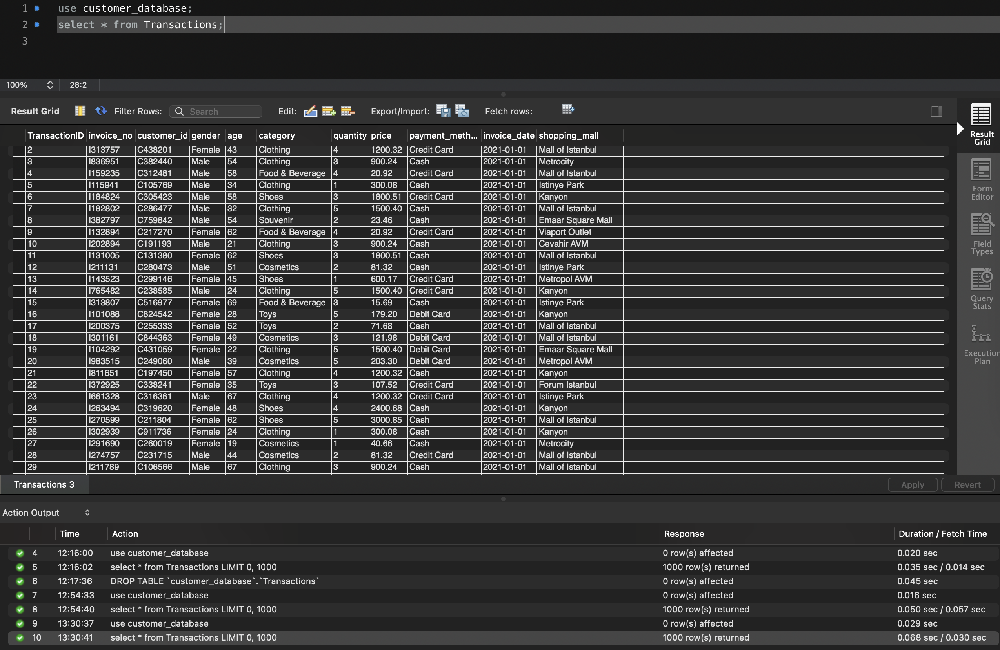 1 use customer_database;
2 select * from Transactions;
3
100% 28:2
Result Grid Filter Rows: Search Edit: Export/Import: Fetch rows:
TransactionID invoice_no customer_id gender age category quantity price payment_meth... invoice_date shopping_mall
2 I313757 C438201 Female 43 Clothing 4 1200.32 Credit Card 2021-01-01 Mall of Istanbul
3 I836951 C382440 Male 54 Clothing 3 900.24 Cash 2021-01-01 Metrocity
4 I159235 C312481 Male 58 Food & Beverage 4 20.92 Credit Card 2021-01-01 Mall of Istanbul
5 I115941 C105769 Male 34 Clothing 1 300.08 Cash 2021-01-01 Istinye Park
6 I184824 C305423 Male 58 Shoes 3 1800.51 Credit Card 2021-01-01 Kanyon
7 I182802 C286477 Male 32 Clothing 5 1500.40 Cash 2021-01-01 Mall of Istanbul
8 I382797 C759842 Male 54 Souvenir 2 23.46 Cash 2021-01-01 Emaar Square Mall
9 I132894 C217270 Female 62 Food & Beverage 4 20.92 Credit Card 2021-01-01 Viaport Outlet
10 I202894 C191193 Male 21 Clothing 3 900.24 Cash 2021-01-01 Cevahir AVM
11 I131005 C131380 Female 62 Shoes 3 1800.51 Cash 2021-01-01 Mall of Istanbul
12 I211131 C280473 Male 51 Cosmetics 2 81.32 Cash 2021-01-01 Istinye Park
13 I143523 C299146 Female 45 Shoes 1 600.17 Credit Card 2021-01-01 Metropol AVM
14 I765482 C238585 Male 24 Clothing 5 1500.40 Credit Card 2021-01-01 Kanyon
15 I313807 C516977 Female 69 Food & Beverage 3 15.69 Cash 2021-01-01 Istinye Park
16 I101088 C824542 Female 28 Toys 5 179.20 Debit Card 2021-01-01 Kanyon
17 I200375 C255333 Female 52 Toys 2 71.68 Cash 2021-01-01 Mall of Istanbul
18 I301161 C844363 Female 49 Cosmetics 3 121.98 Debit Card 2021-01-01 Mall of Istanbul
19 I104292 C431059 Female 22 Clothing 5 1500.40 Debit Card 2021-01-01 Emaar Square Mall
20 I983515 C249060 Male 39 Cosmetics 5 203.30 Debit Card 2021-01-01 Metropol AVM
21 I811651 C197450 Female 57 Clothing 4 1200.32 Cash 2021-01-01 Kanyon
22 I372925 C338241 Female 35 Toys 3 107.52 Credit Card 2021-01-01 Forum Istanbul
23 I661328 C316361 Male 67 Clothing 4 1200.32 Credit Card 2021-01-01 Istinye Park
24 I263494 C319620 Female 48 Shoes 4 2400.68 Cash 2021-01-01 Kanyon
25 I270599 C211804 Female 62 Shoes 5 3000.85 Cash 2021-01-01 Mall of Istanbul
26 I302939 C911736 Female 24 Clothing 1 300.08 Cash 2021-01-01 Kanyon
27 I291690 C260019 Female 19 Cosmetics 1 40.66 Cash 2021-01-01 Metrocity
28 I274757 C231715 Male 44 Cosmetics 2 81.32 Credit Card 2021-01-01 Mall of Istanbul
29 I211789 C106566 Male 67 Clothing 3 900.24 Cash 2021-01-01 Mall of Istanbul
Result
Grid
Form
Editor
Field
Types
Query
Stats
Execution
Plan
Transactions 3 Apply Revert
Action Output
Time Action Response Duration / Fetch Time
4 12:16:00 use customer_database 0 row(s) affected 0.020 sec
5 12:16:02 select * from Transactions LIMIT 0, 1000 1000 row(s) returned 0.035 sec / 0.014 sec
6 12:17:36 DROP TABLE `customer_database`.`Transactions` 0 row(s) affected 0.045 sec
7 12:54:33 use customer_database 0 row(s) affected 0.016 sec
8 12:54:40 select * from Transactions LIMIT 0, 1000 1000 row(s) returned 0.050 sec / 0.057 sec
9 13:30:37 use customer_database 0 row(s) affected 0.029 sec
10 13:30:41 select * from Transactions LIMIT 0, 1000 1000 row(s) returned 0.068 sec / 0.030 sec